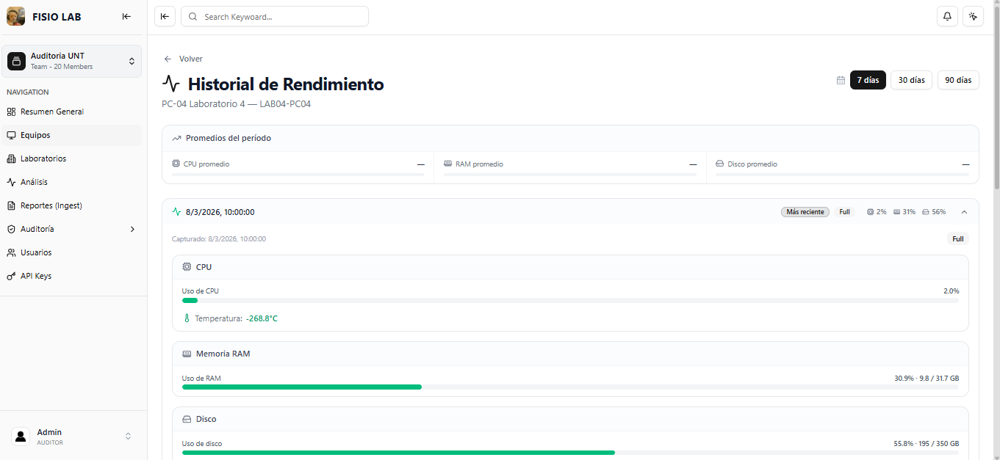 FISIO LAB
Search Keywoard...
Auditoria UNT
Team - 20 Members
NAVIGATION
Resumen General
Equipos
Laboratorios
Análisis
Reportes (Ingest)
Auditoría
Usuarios
API Keys
Admin
AUDITOR
Volver
Historial de Rendimiento
PC-04 Laboratorio 4 — LAB04-PC04
7 días 30 días 90 días
Promedios del período
CPU promedio — RAM promedio — Disco promedio —
8/3/2026, 10:00:00 Más reciente Full 2% 31% 56%
Capturado: 8/3/2026, 10:00:00 Full
CPU
Uso de CPU 2.0%
Temperatura: -268.8°C
Memoria RAM
Uso de RAM 30.9% · 9.8 / 31.7 GB
Disco
Uso de disco 55.8% · 195 / 350 GB